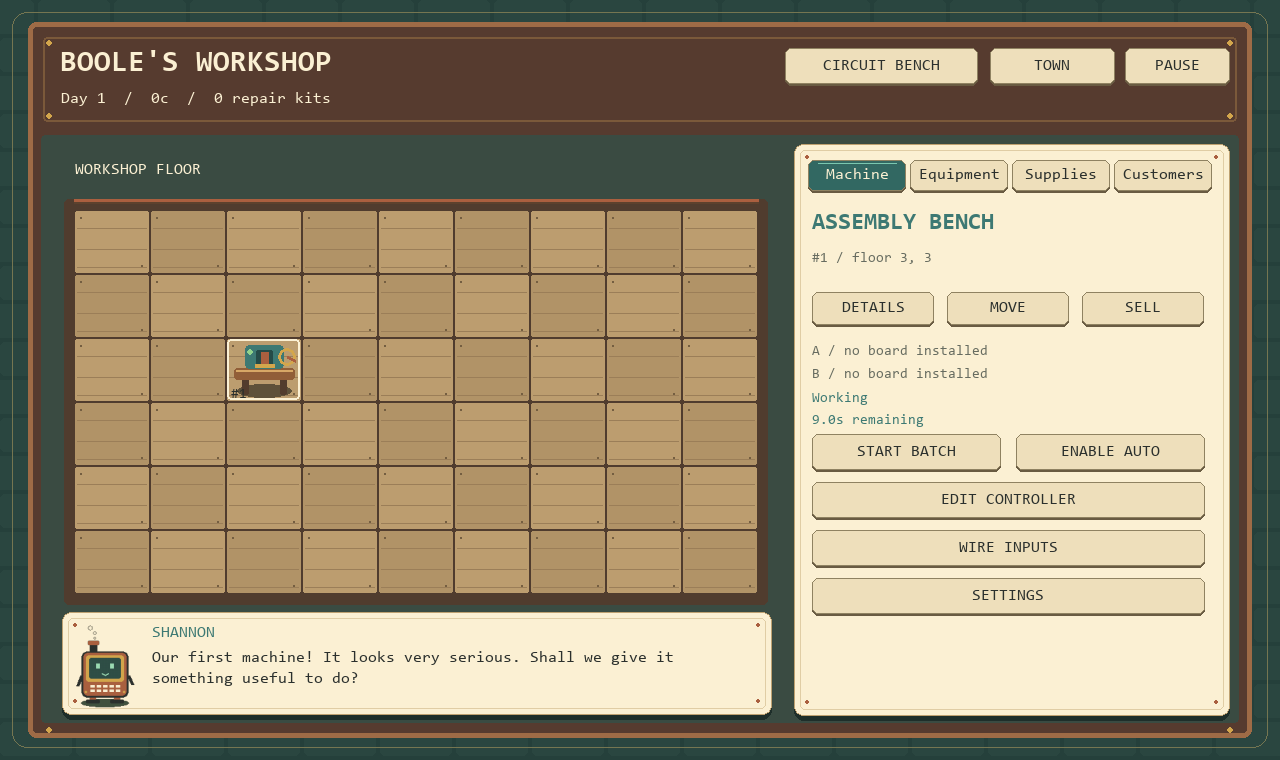 BOOLE'S WORKSHOP
Day 1 / 0c / 0 repair kits
CIRCUIT BENCH
TOWN
PAUSE
WORKSHOP FLOOR
#1
SHANNON
Our first machine! It looks very serious. Shall we give it
something useful to do?
Machine
Equipment
Supplies
Customers
ASSEMBLY BENCH
#1 / floor 3, 3
DETAILS
MOVE
SELL
A / no board installed
B / no board installed
Working
9.0s remaining
START BATCH
ENABLE AUTO
EDIT CONTROLLER
WIRE INPUTS
SETTINGS